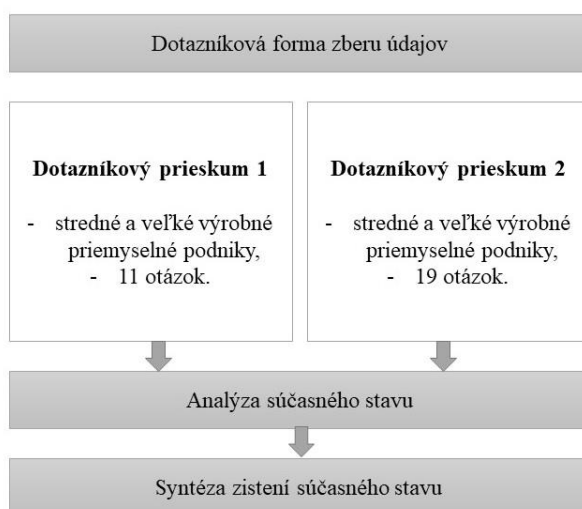 Dotazníková forma zberu údajov
Dotazníkový prieskum 1
- stredné a veľké výrobné
priemyselné podniky,
- 11 otázok.
Dotazníkový prieskum 2
- stredné a veľké výrobné
priemyselné podniky,
- 19 otázok.
Analýza súčasného stavu
Syntéza zistení súčasného stavu